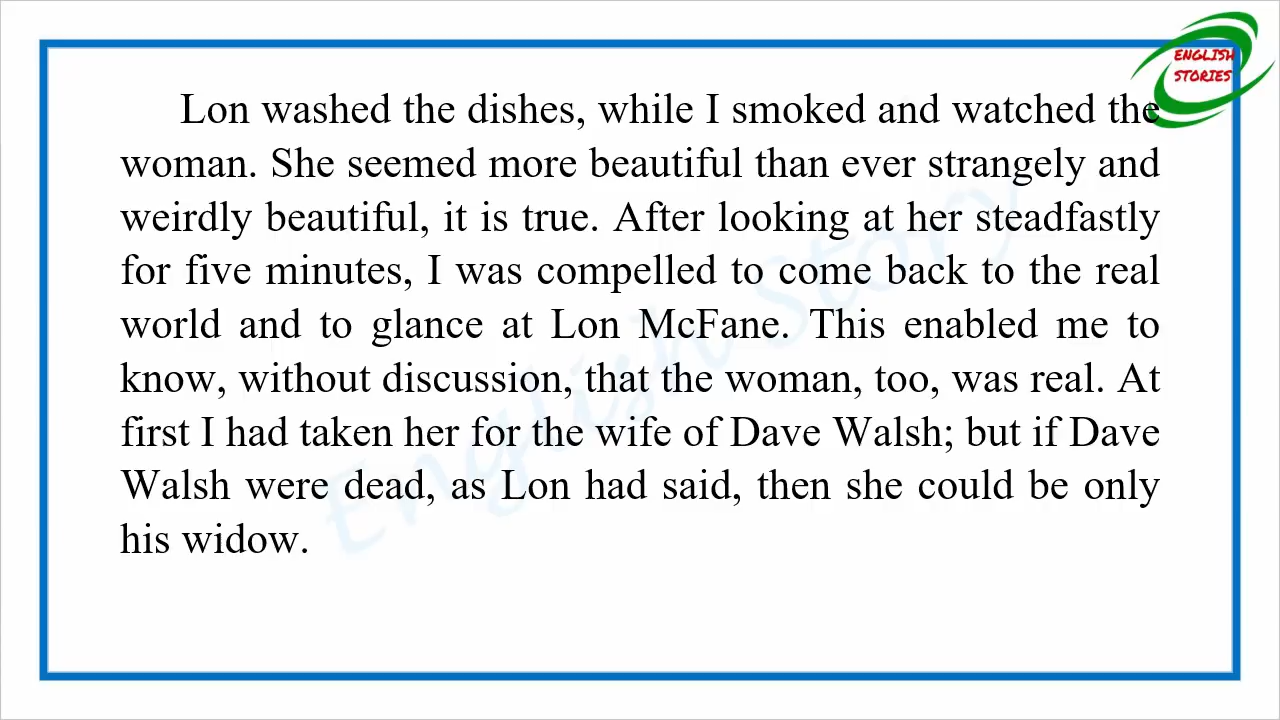 ENGLISH
STORIES
Lon washed the dishes, while I smoked and watched the
woman. She seemed more beautiful than ever strangely and
weirdly beautiful, it is true. After looking at her steadfastly
for five minutes, I was compelled to come back to the real
world and to glance at Lon McFane. This enabled me to
know, without discussion, that the woman, too, was real. At
first I had taken her for the wife of Dave Walsh; but if Dave
Walsh were dead, as Lon had said, then she could be only
his widow.
English Story